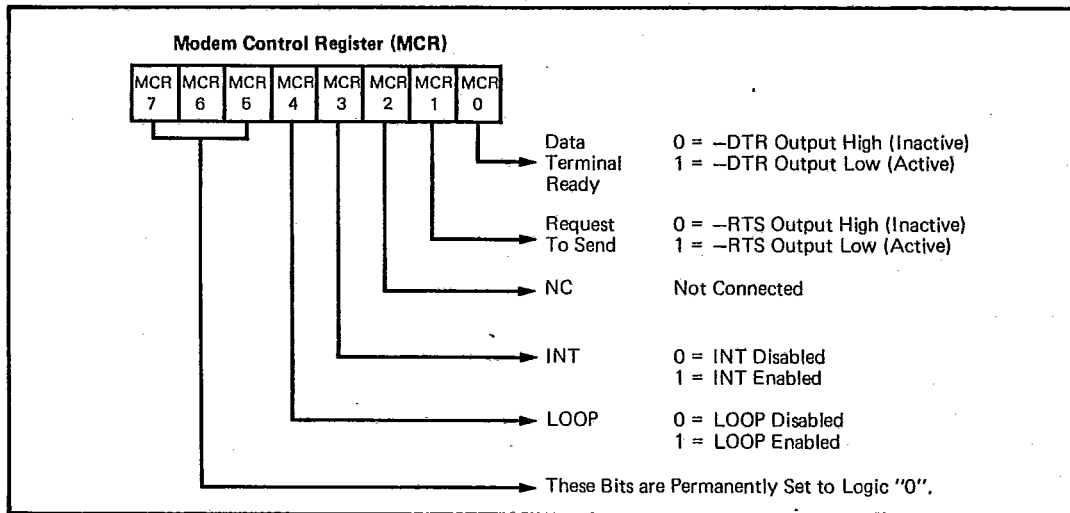 Modem Control Register (MCR)
MCR 7 MCR 6 MCR 5 MCR 4 MCR 3 MCR 2 MCR 1 MCR 0
Data Terminal Ready
0 = —DTR Output High (Inactive)
1 = —DTR Output Low (Active)
Request To Send
0 = —RTS Output High (Inactive)
1 = —RTS Output Low (Active)
NC Not Connected
INT 0 = INT Disabled
1 = INT Enabled
LOOP 0 = LOOP Disabled
1 = LOOP Enabled
These Bits are Permanently Set to Logic "0".